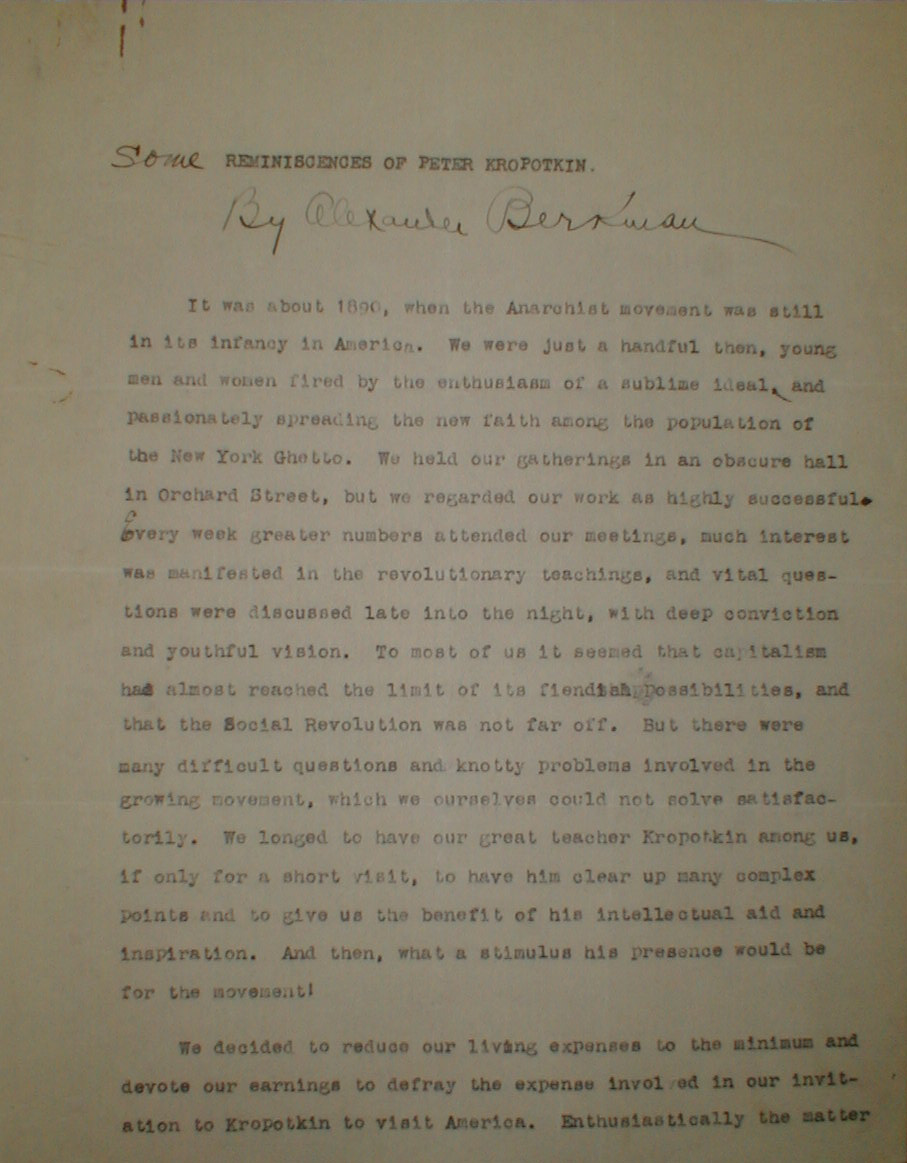 Some REMINISCENCES OF PETER KROPOTKIN.
By Alexander Berkman
It was about 1890, when the Anarchist movement was still
in its infancy in America. We were just a handful then, young
men and women fired by the enthusiasm of a sublime ideal, and
passionately spreading the new faith among the population of
the New York Ghetto. We held our gatherings in an obscure hall
in Orchard Street, but we regarded our work as highly successful.
Every week greater numbers attended our meetings, much interest
was manifested in the revolutionary teachings, and vital ques-
tions were discussed late into the night, with deep conviction
and youthful vision. To most of us it seemed that capitalism
had almost reached the limit of its fiendish possibilities, and
that the Social Revolution was not far off. But there were
many difficult questions and knotty problems involved in the
growing movement, which we ourselves could not solve satisfac-
torily. We longed to have our great teacher Kropotkin among us,
if only for a short visit, to have him clear up many complex
points and to give us the benefit of his intellectual aid and
inspiration. And then, what a stimulus his presence would be
for the movement!
We decided to reduce our living expenses to the minimum and
devote our earnings to defray the expense involved in our invit-
ation to Kropotkin to visit America. Enthusiastically the matter